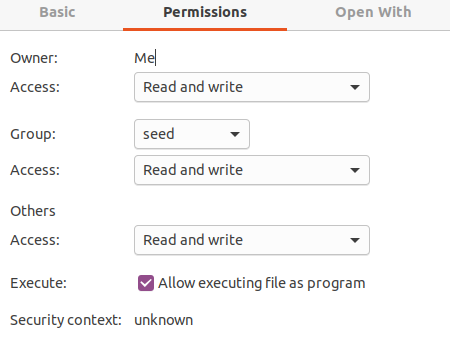 Basic Permissions Open With
Owner: Me
Access: Read and write
Group: seed
Access: Read and write
Others
Access: Read and write
Execute: Allow executing file as program
Security context: unknown